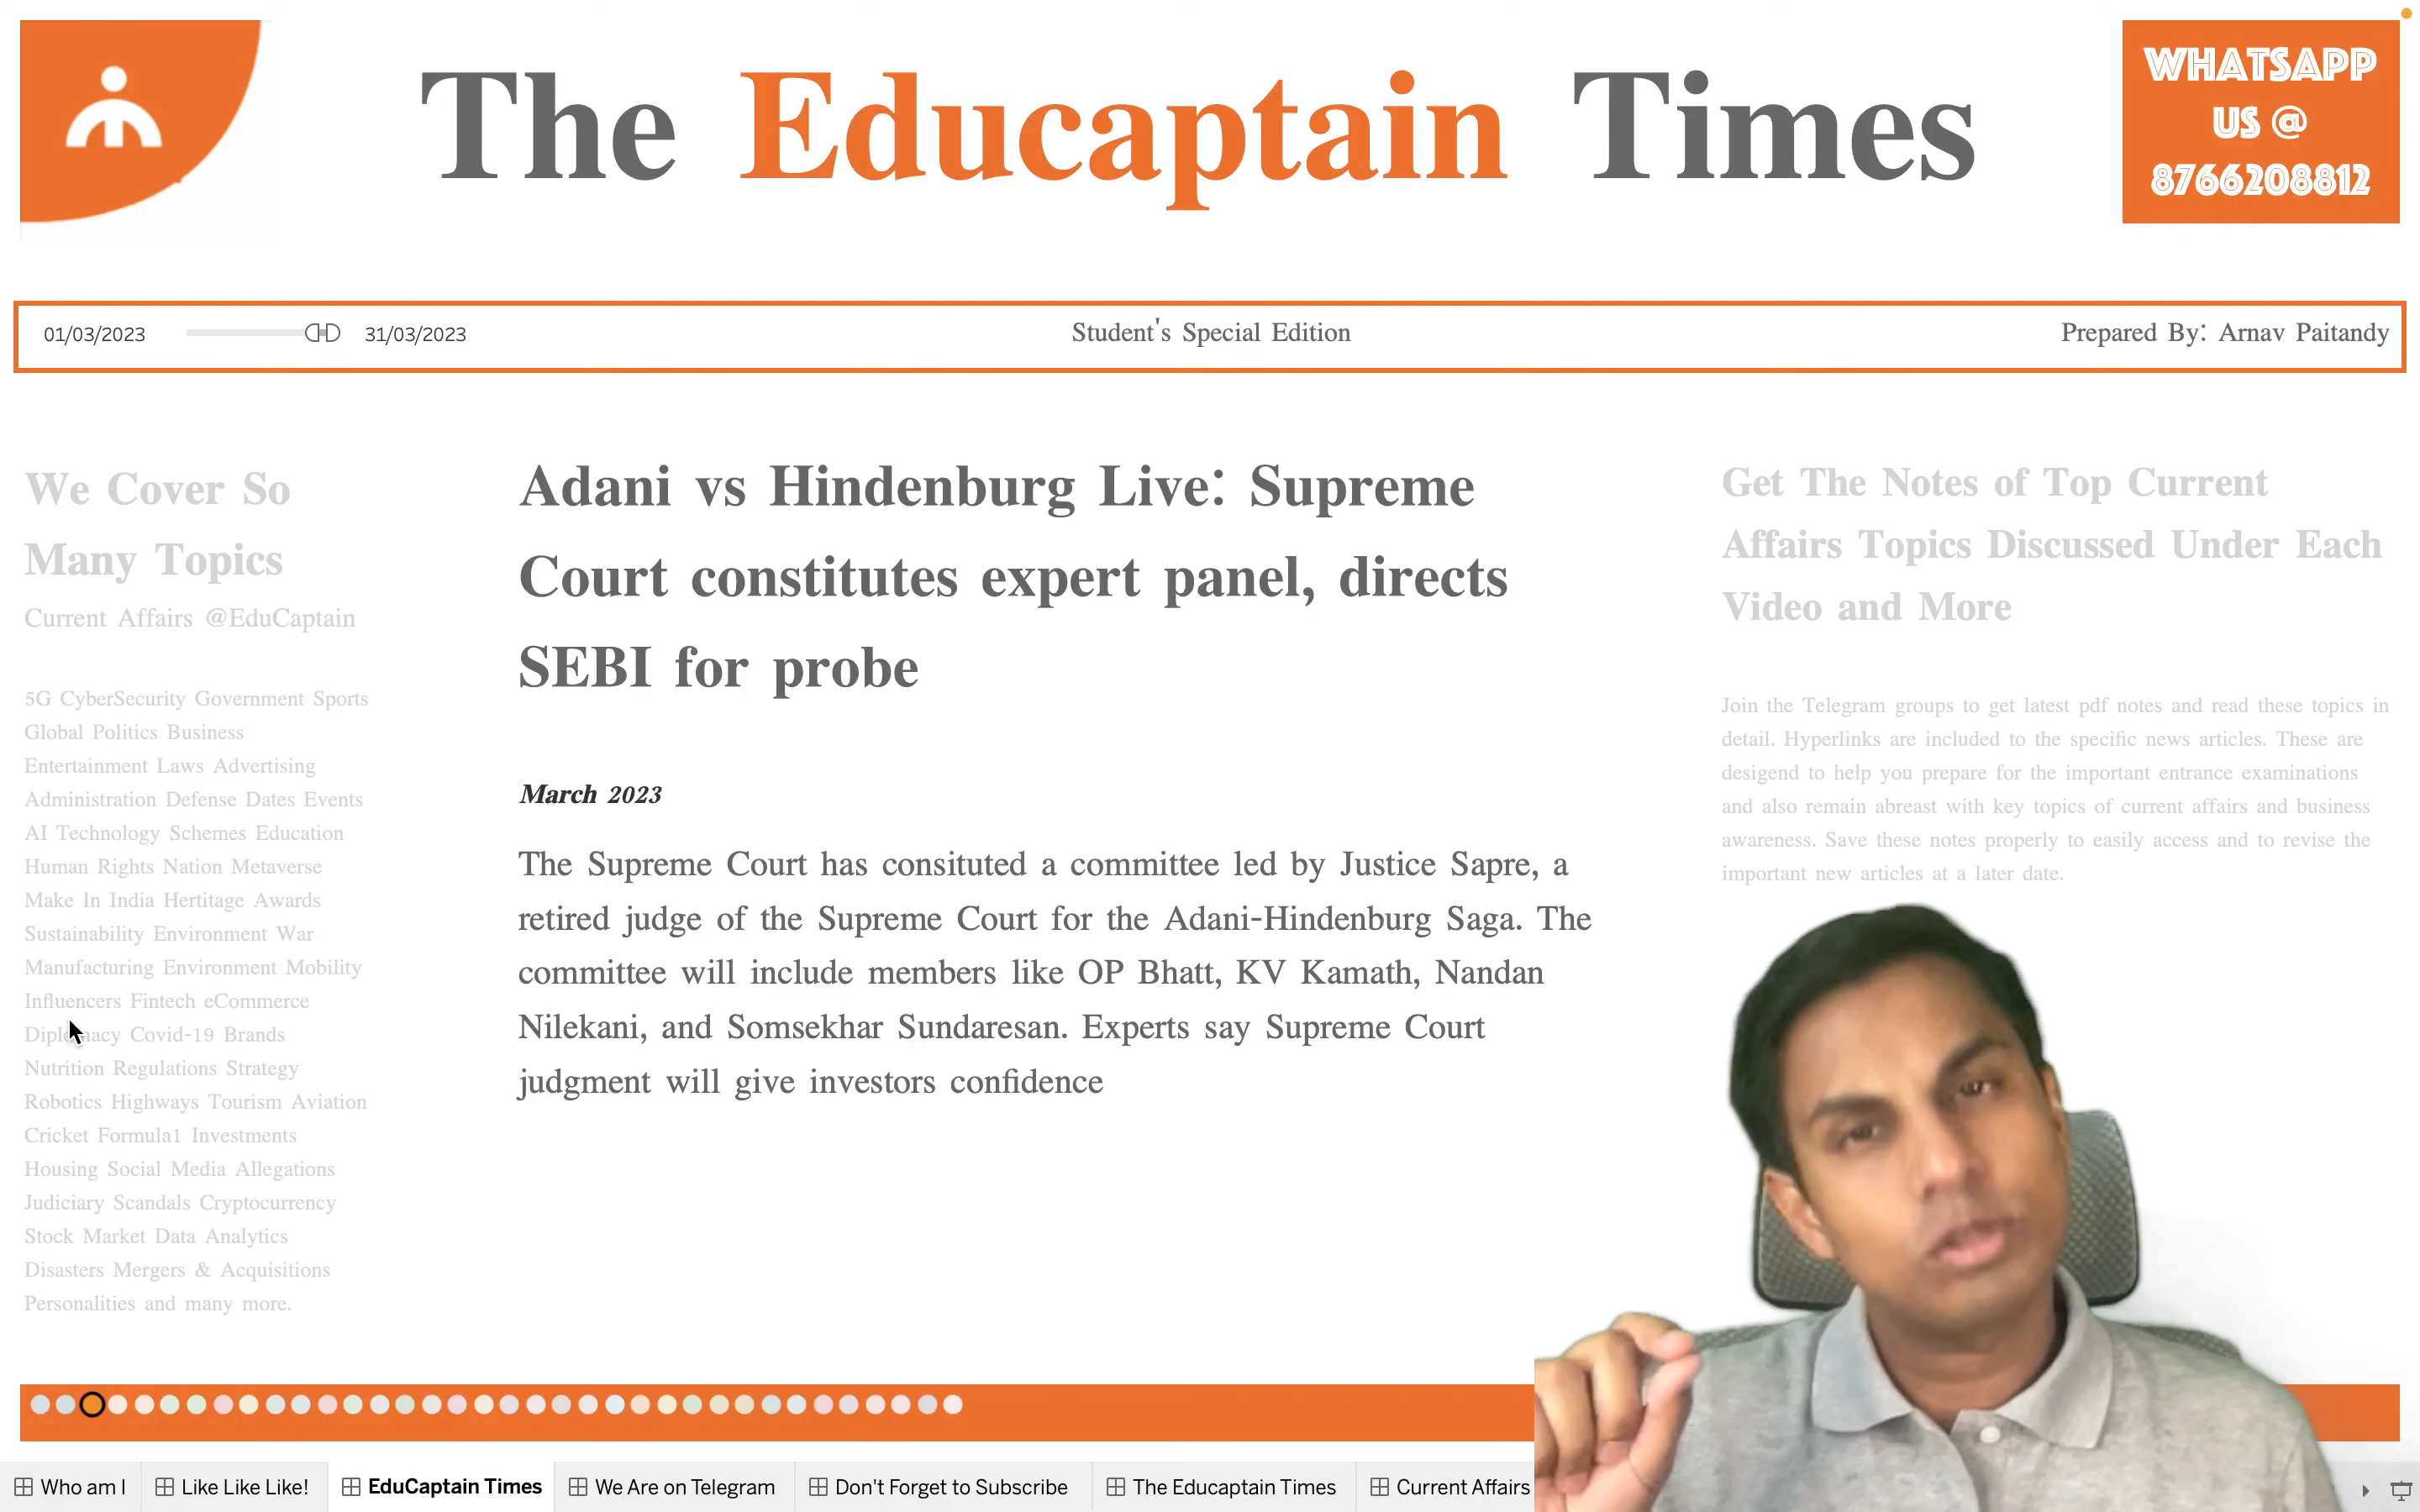 The Educaptain Times
WHATSAPP
US @
8766208812
01/03/2023
31/03/2023
Student's Special Edition
Prepared By: Arnav Paitandy
We Cover So
Many Topics
Current Affairs @EduCaptain
5G CyberSecurity Government Sports
Global Politics Business
Entertainment Laws Advertising
Administration Defense Dates Events
AI Technology Schemes Education
Human Rights Nation Metaverse
Make In India Hertitage Awards
Sustainability Environment War
Manufacturing Environment Mobility
Influencers Fintech eCommerce
Diplomacy Covid-19 Brands
Nutrition Regulations Strategy
Robotics Highways Tourism Aviation
Cricket Formula1 Investments
Housing Social Media Allegations
Judiciary Scandals Cryptocurrency
Stock Market Data Analytics
Disasters Mergers & Acquisitions
Personalities and many more.
Adani vs Hindenburg Live: Supreme
Court constitutes expert panel, directs
SEBI for probe
March 2023
The Supreme Court has consituted a committee led by Justice Sapre, a
retired judge of the Supreme Court for the Adani-Hindenburg Saga. The
committee will include members like OP Bhatt, KV Kamath, Nandan
Nilekani, and Somsekhar Sundaresan. Experts say Supreme Court
judgment will give investors confidence
Get The Notes of Top Current
Affairs Topics Discussed Under Each
Video and More
Join the Telegram groups to get latest pdf notes and read these topics in
detail. Hyperlinks are included to the specific news articles. These are
desigend to help you prepare for the important entrance examinations
and also remain abreast with key topics of current affairs and business
awareness. Save these notes properly to easily access and to revise the
important new articles at a later date.
Who am I
Like Like Like!
EduCaptain Times
We Are on Telegram
Don't Forget to Subscribe
The Educaptain Times
Current Affairs